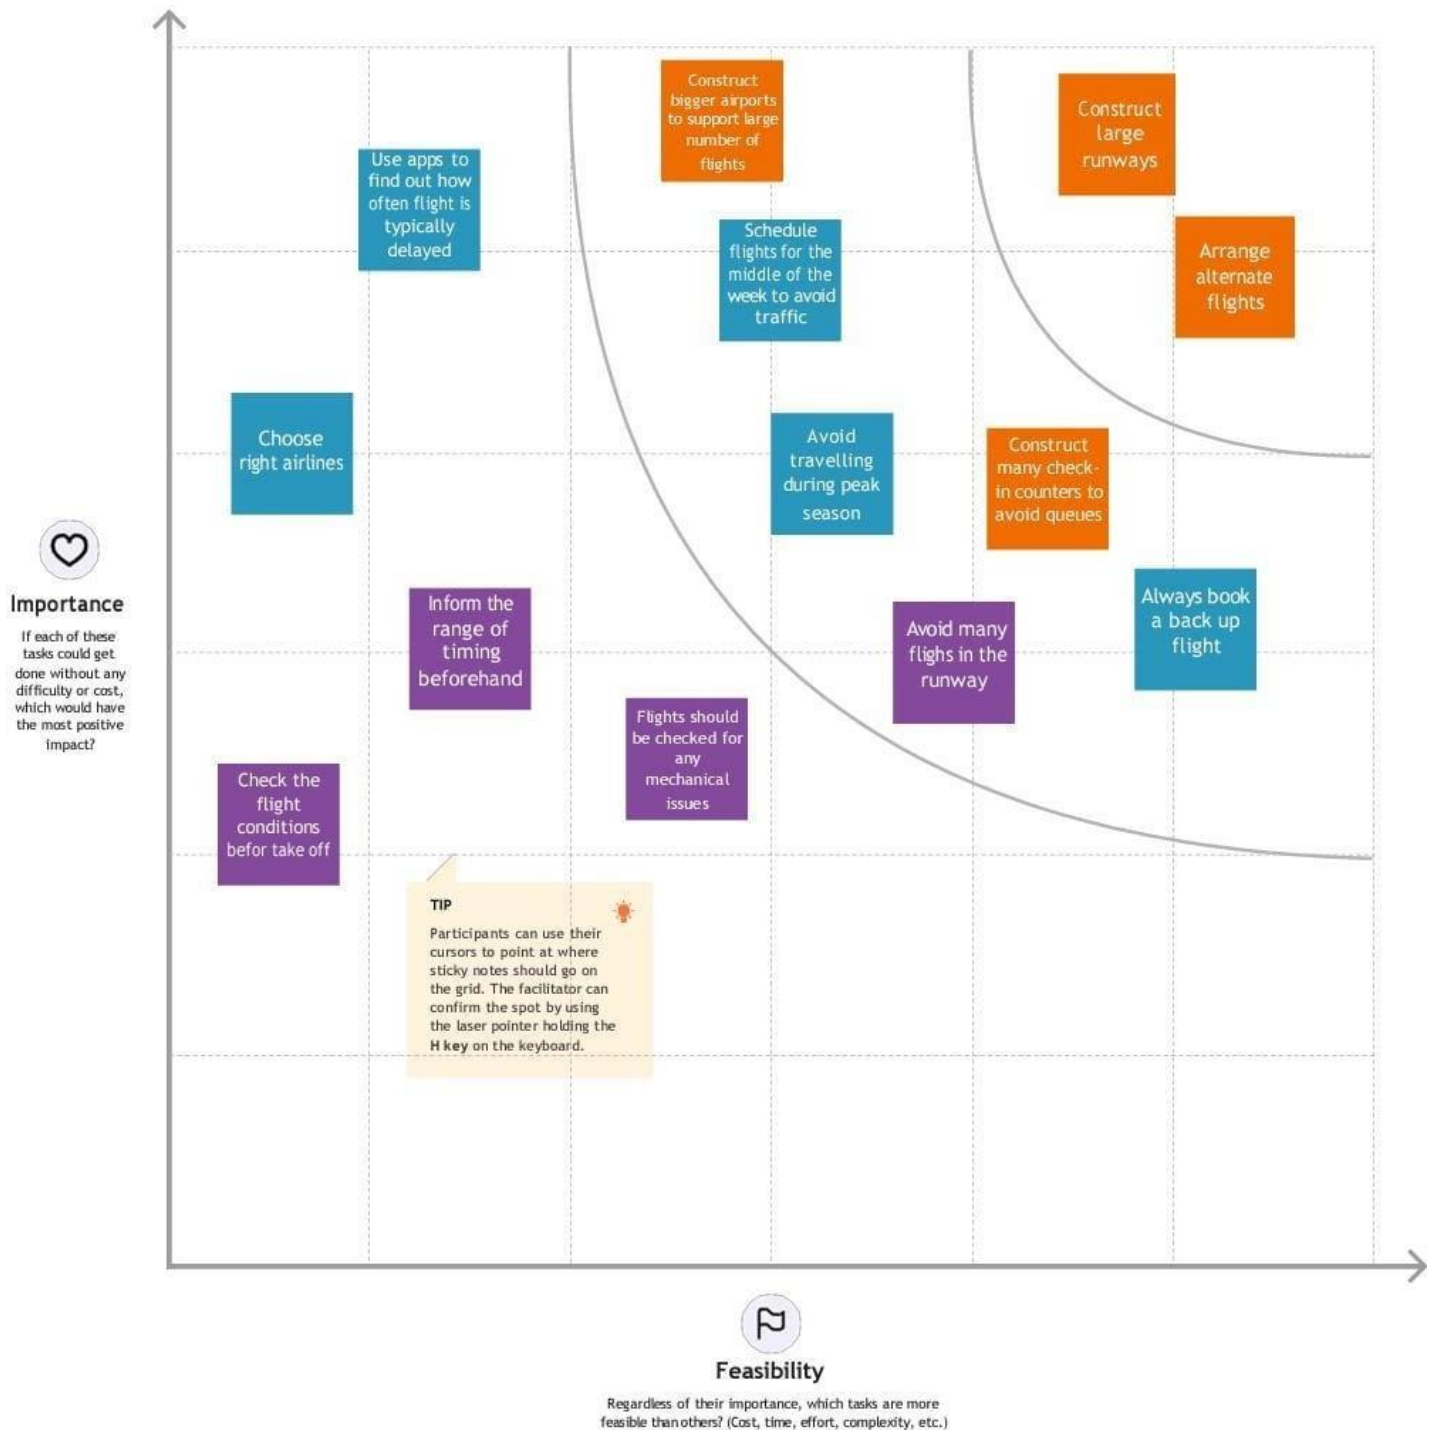 Construct
bigger airports
to support large
number of
flights
Construct
large
runways
Use apps to
find out how
often flight is
typically
delayed
Schedule
flights for the
middle of the
week to avoid
traffic
Arrange
alternate
flights
Choose
right airlines
Avoid
travelling
during peak
season
Construct
many check-
in counters to
avoid queues
Importance
If each of these
tasks could get
done without any
difficulty or cost,
which would have
the most positive
impact?
Inform the
range of
timing
beforehand
Avoid many
flighs in the
runway
Always book
a back up
flight
Flights should
be checked for
any
mechanical
issues
Check the
flight
conditions
befor take off
TIP
Participants can use their
cursors to point at where
sticky notes should go on
the grid. The facilitator can
confirm the spot by using
the laser pointer holding the
H key on the keyboard.
Feasibility
Regardless of their importance, which tasks are more
feasible than others? (Cost, time, effort, complexity, etc.)